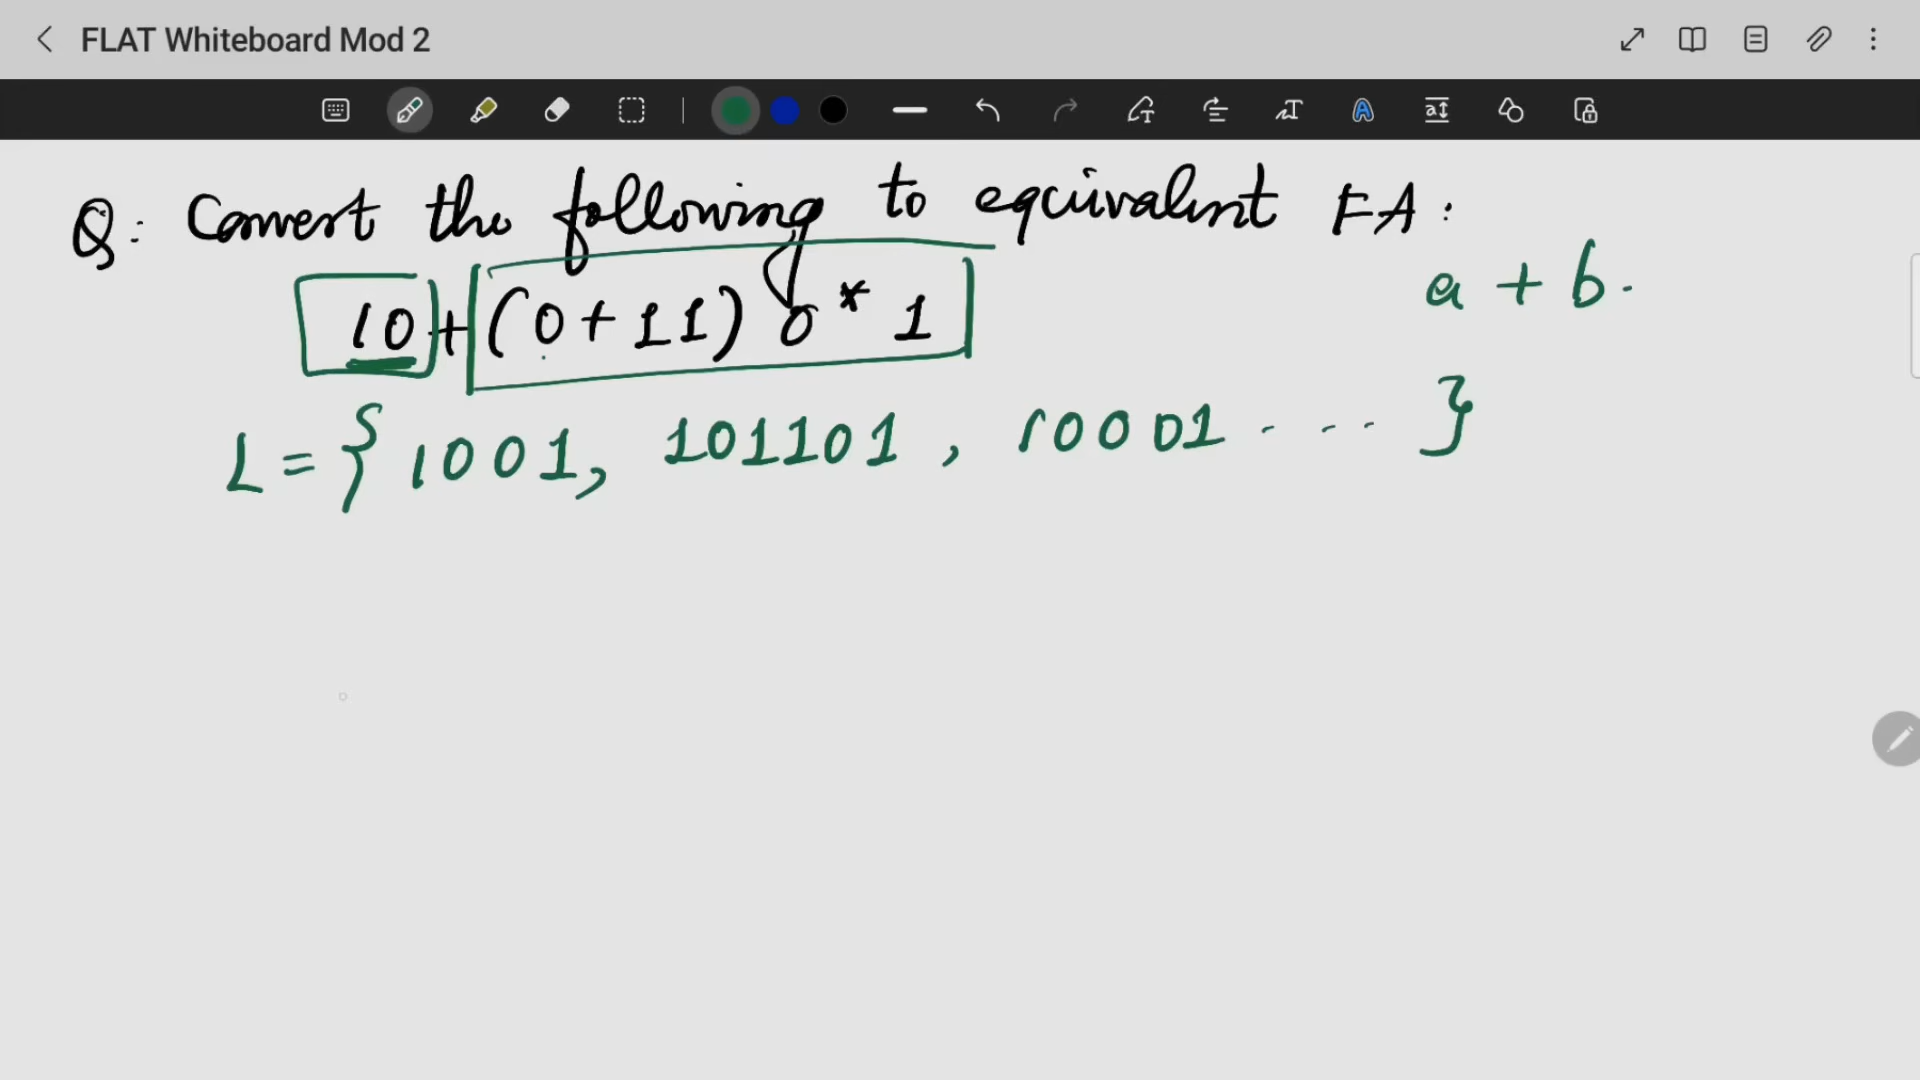 FLAT Whiteboard Mod 2
Q: Convert the following to equivalent FA:
10+(0+11)0*1
a + b.
L={1001, 101101, 10001 ... }